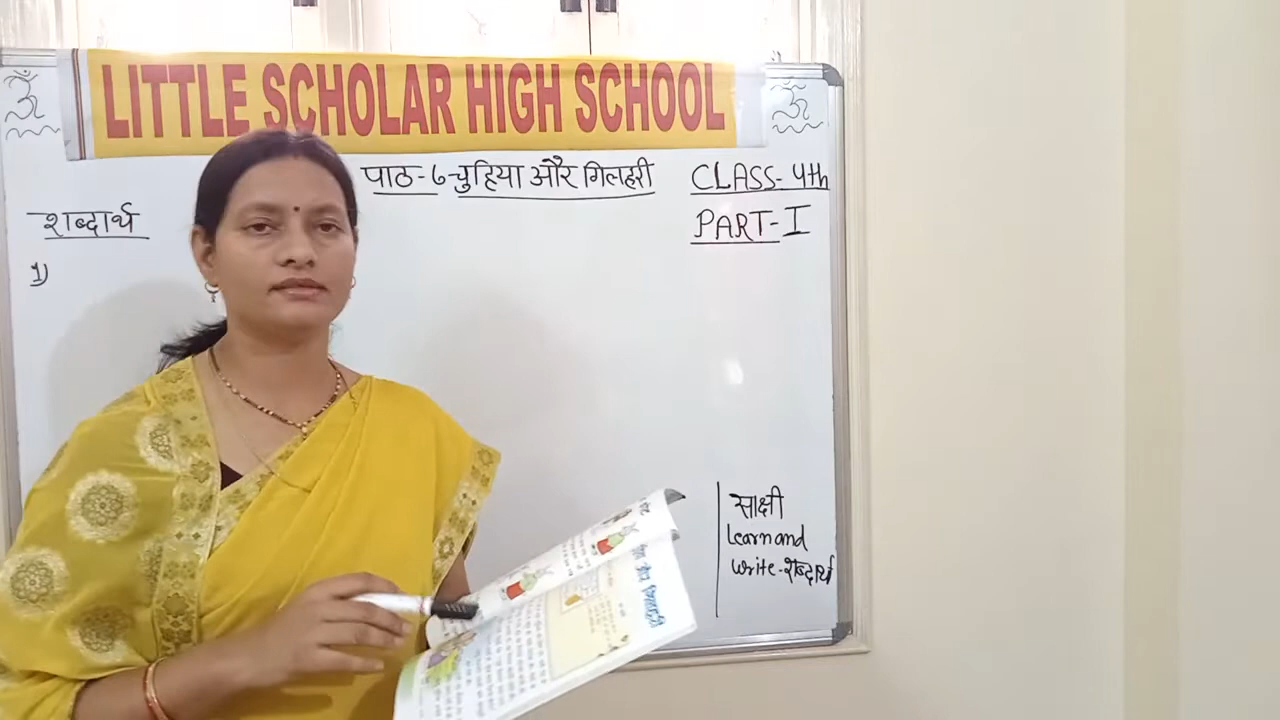 ॐ
LITTLE SCHOLAR HIGH SCHOOL
ॐ
पाठ-७-चुहिया और गिलहरी
CLASS-4th
PART-I
शब्दार्थ
1)
साक्षी
learn and
write-शब्दार्थ